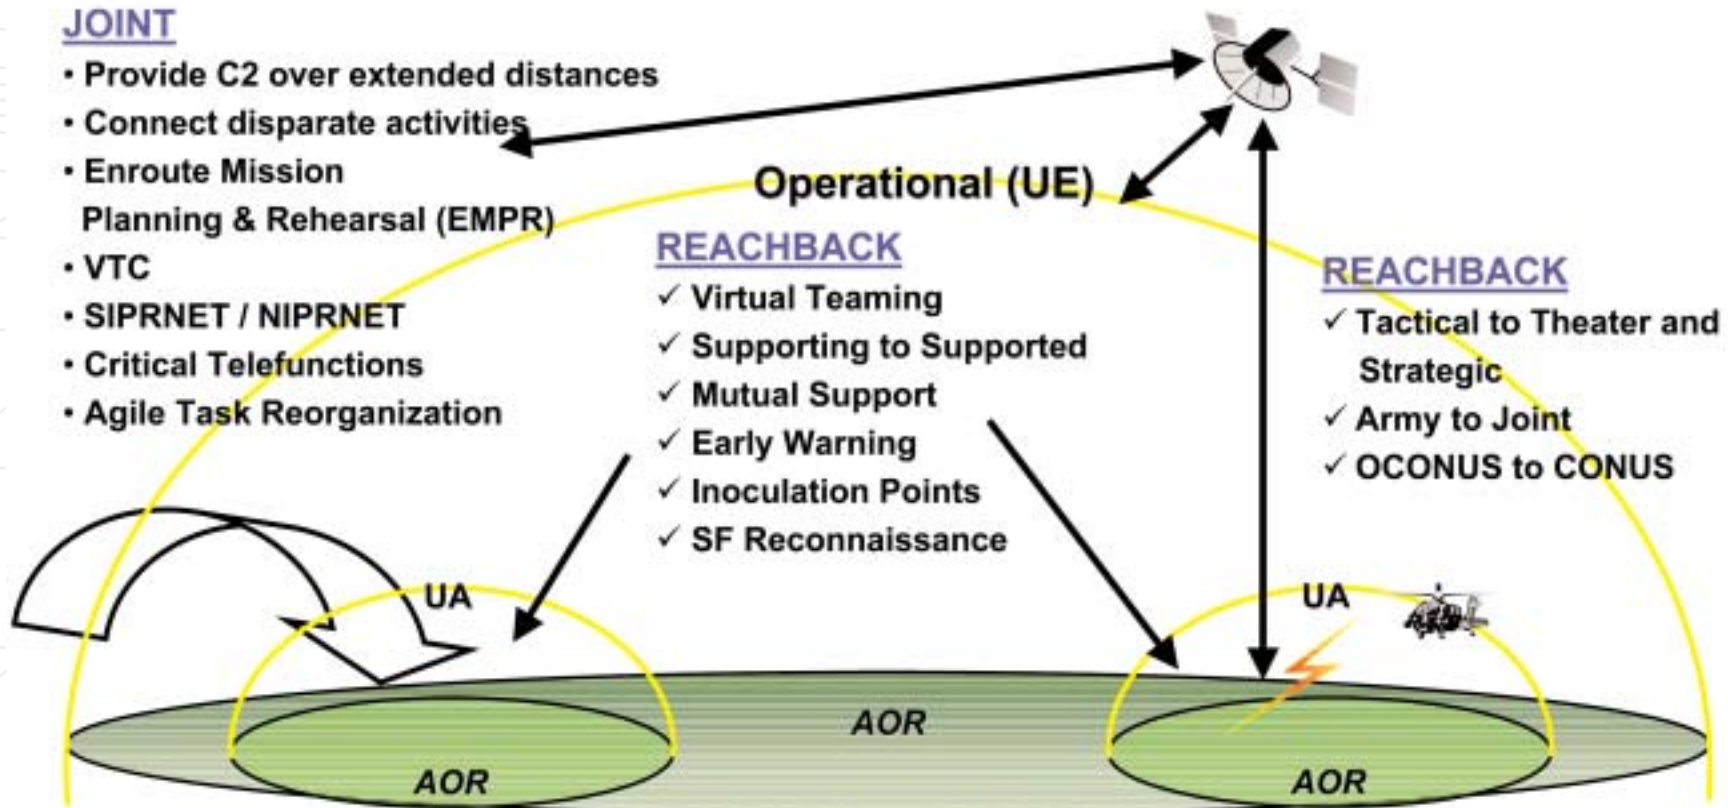 JOINT
• Provide C2 over extended distances
• Connect disparate activities
• Enroute Mission
Planning & Rehearsal (EMPR)
• VTC
• SIPRNET / NIPRNET
• Critical Telefunctions
• Agile Task Reorganization
Operational (UE)
REACHBACK
✓ Virtual Teaming
✓ Supporting to Supported
✓ Mutual Support
✓ Early Warning
✓ Inoculation Points
✓ SF Reconnaissance
REACHBACK
✓ Tactical to Theater and
Strategic
✓ Army to Joint
✓ OCONUS to CONUS
UA
UA
AOR
AOR
AOR